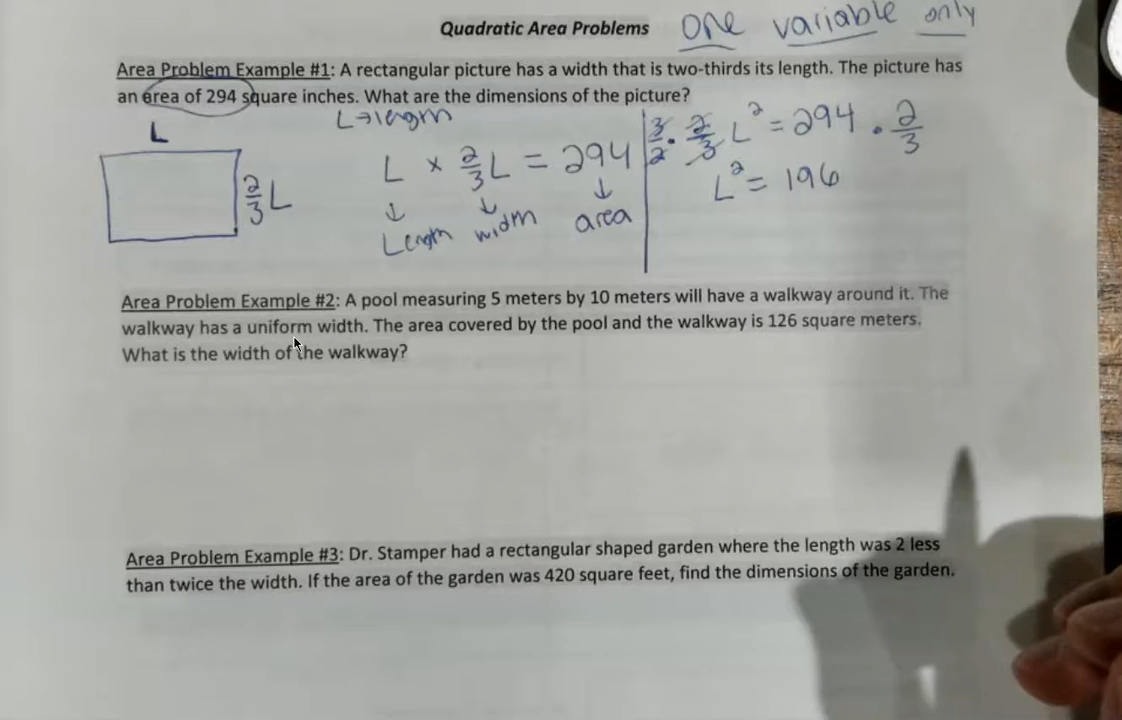 Quadratic Area Problems one variable only
Area Problem Example #1: A rectangular picture has a width that is two-thirds its length. The picture has
an area of 294 square inches. What are the dimensions of the picture?
L→length
L
2/3 L
L × 2/3 L = 294
↓ ↓ ↓
Length width area
3/2 · 2/3 L² = 294 · 2/3
L² = 196
Area Problem Example #2: A pool measuring 5 meters by 10 meters will have a walkway around it. The
walkway has a uniform width. The area covered by the pool and the walkway is 126 square meters.
What is the width of the walkway?
Area Problem Example #3: Dr. Stamper had a rectangular shaped garden where the length was 2 less
than twice the width. If the area of the garden was 420 square feet, find the dimensions of the garden.